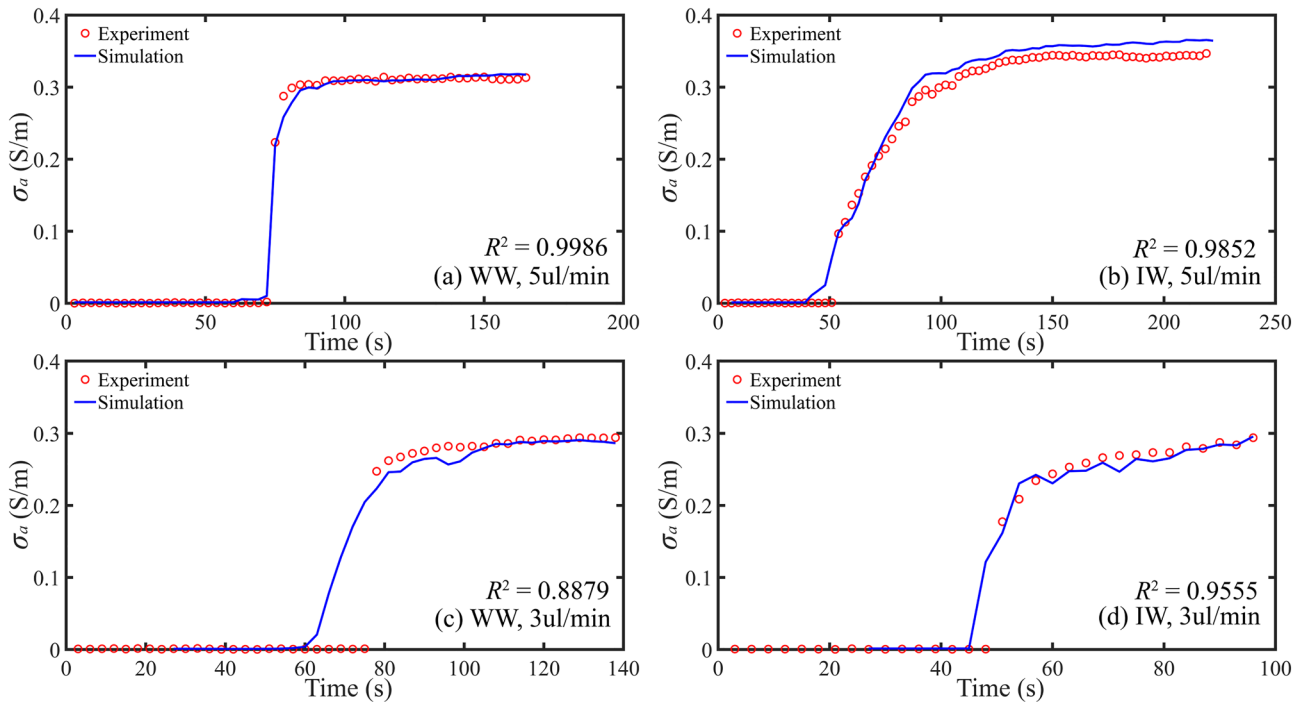 0.4
0.3
0.2
0.1
0
σa (S/m)
Experiment
Simulation
R² = 0.9986
(a) WW, 5ul/min
0 50 100 150 200
Time (s)
0.4
0.3
0.2
0.1
0
σa (S/m)
Experiment
Simulation
R² = 0.9852
(b) IW, 5ul/min
0 50 100 150 200 250
Time (s)
0.4
0.3
0.2
0.1
0
σa (S/m)
Experiment
Simulation
R² = 0.8879
(c) WW, 3ul/min
0 20 40 60 80 100 120 140
Time (s)
0.4
0.3
0.2
0.1
0
σa (S/m)
Experiment
Simulation
R² = 0.9555
(d) IW, 3ul/min
0 20 40 60 80 100
Time (s)